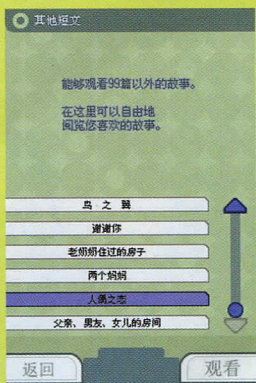 其他短文
能够观看99篇以外的故事。
在这里可以自由地
阅览您喜欢的故事。
鸟之翼
谢谢你
老奶奶住过的房子
两个妈妈
人偶之恋
父亲、男友、女儿的房间
返回
观看